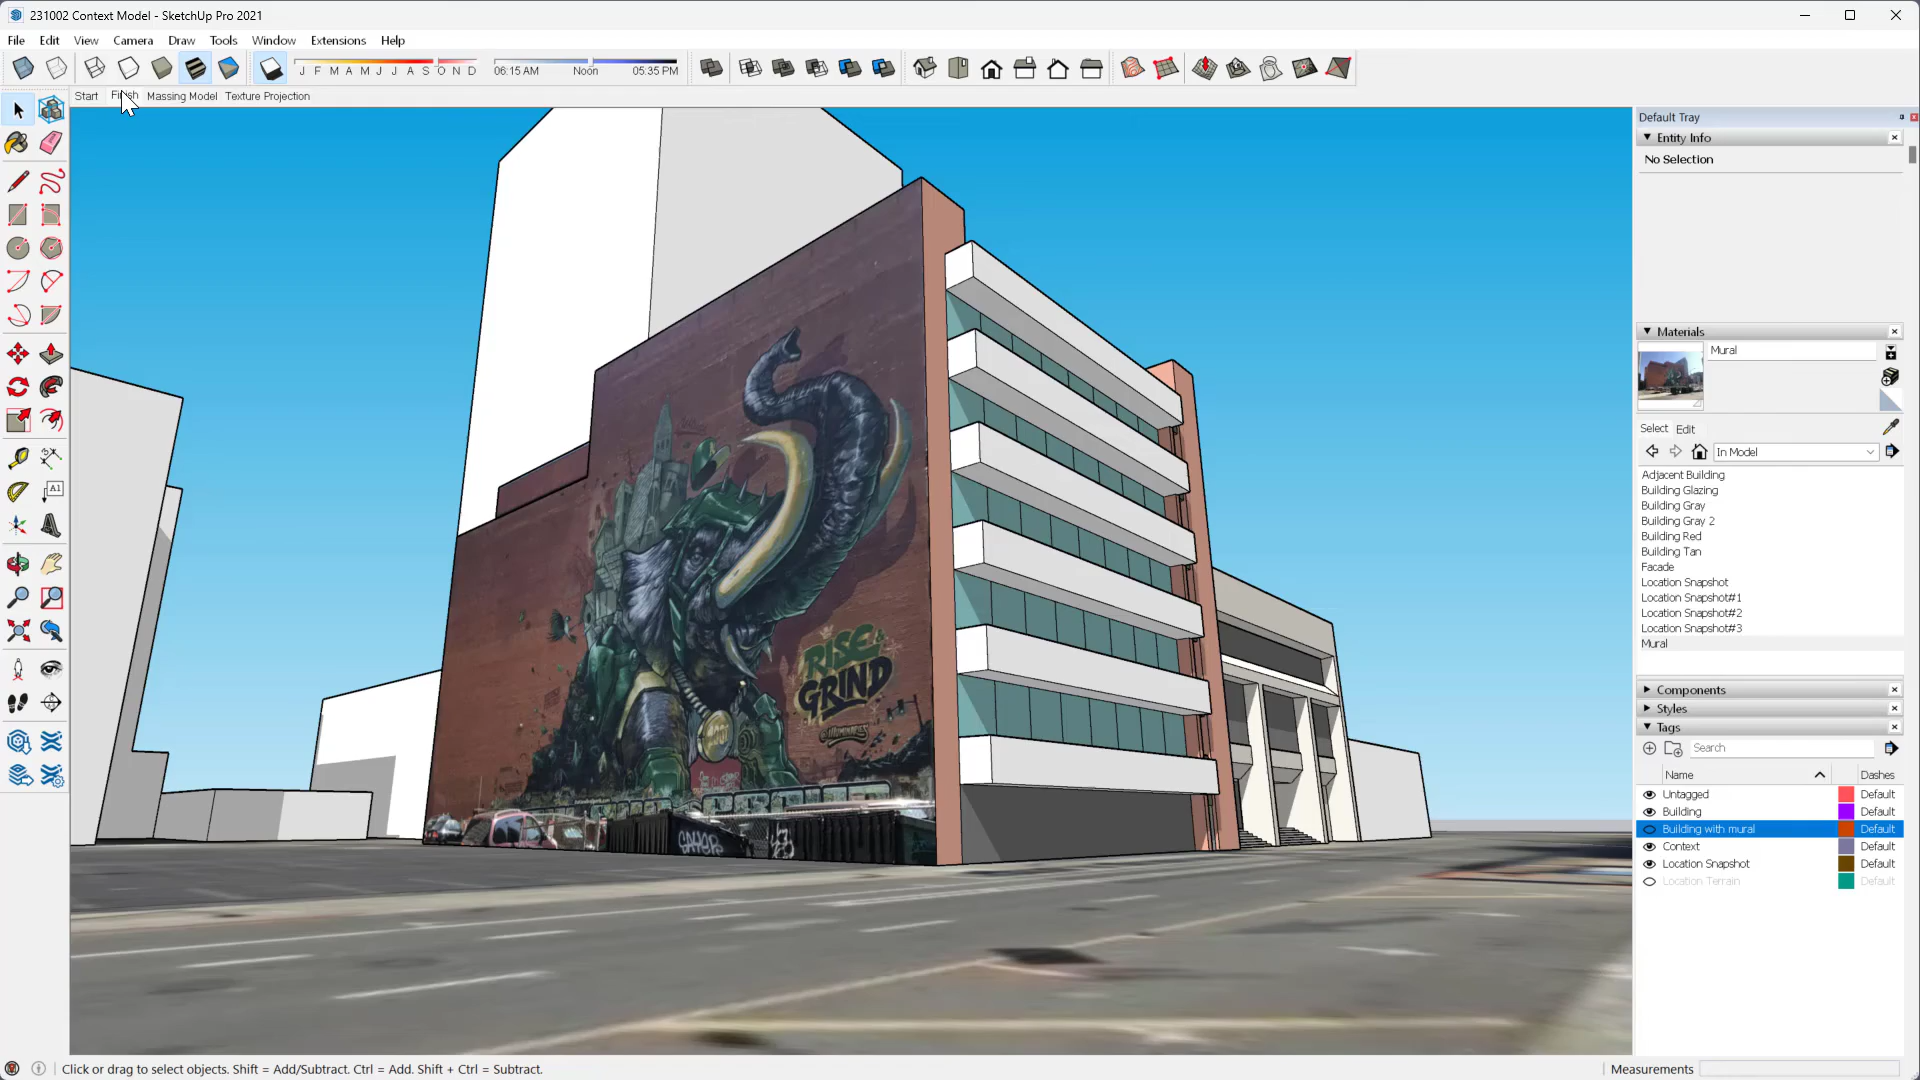 231002 Context Model - SketchUp Pro 2021
File Edit View Camera Draw Tools Window Extensions Help
J F M A M J J A S O N D
06:15 AM Noon 05:35 PM
Start Finish Massing Model Texture Projection
A1
RISE &
GRIND
Default Tray
Entity Info
No Selection
Materials
Mural
Select Edit
In Model
Adjacent Building
Building Glazing
Building Gray
Building Gray 2
Building Red
Building Tan
Facade
Location Snapshot
Location Snapshot#1
Location Snapshot#2
Location Snapshot#3
Mural
Components
Styles
Tags
Search
Name Dashes
Untagged Default
Building Default
Building with mural Default
Context Default
Location Snapshot Default
Location Terrain Default
Click or drag to select objects. Shift = Add/Subtract. Ctrl = Add. Shift + Ctrl = Subtract.
Measurements